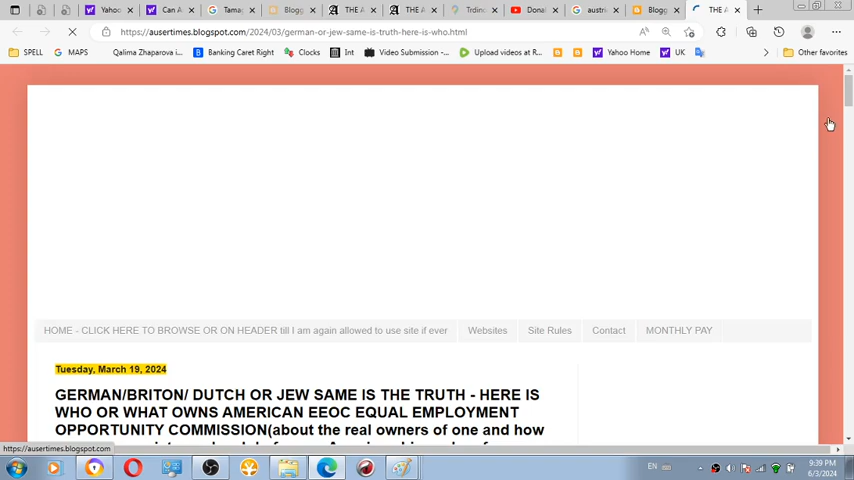 Yahoo
Can A
Tama
Blogg
THE A
THE A
Trdin
Donal
austri
Blogg
THE A
https://ausertimes.blogspot.com/2024/03/german-or-jew-same-is-truth-here-is-who.html
SPELL
MAPS
Qalima Zhaparova i...
Banking Caret Right
Clocks
Int
Video Submission -...
Upload videos at R...
Yahoo Home
UK
Other favorites
HOME - CLICK HERE TO BROWSE OR ON HEADER till I am again allowed to use site if ever
Websites
Site Rules
Contact
MONTHLY PAY
Tuesday, March 19, 2024
GERMAN/BRITON/ DUTCH OR JEW SAME IS THE TRUTH - HERE IS
WHO OR WHAT OWNS AMERICAN EEOC EQUAL EMPLOYMENT
OPPORTUNITY COMMISSION(about the real owners of one and how
https://ausertimes.blogspot.com
EN
9:39 PM
6/3/2024